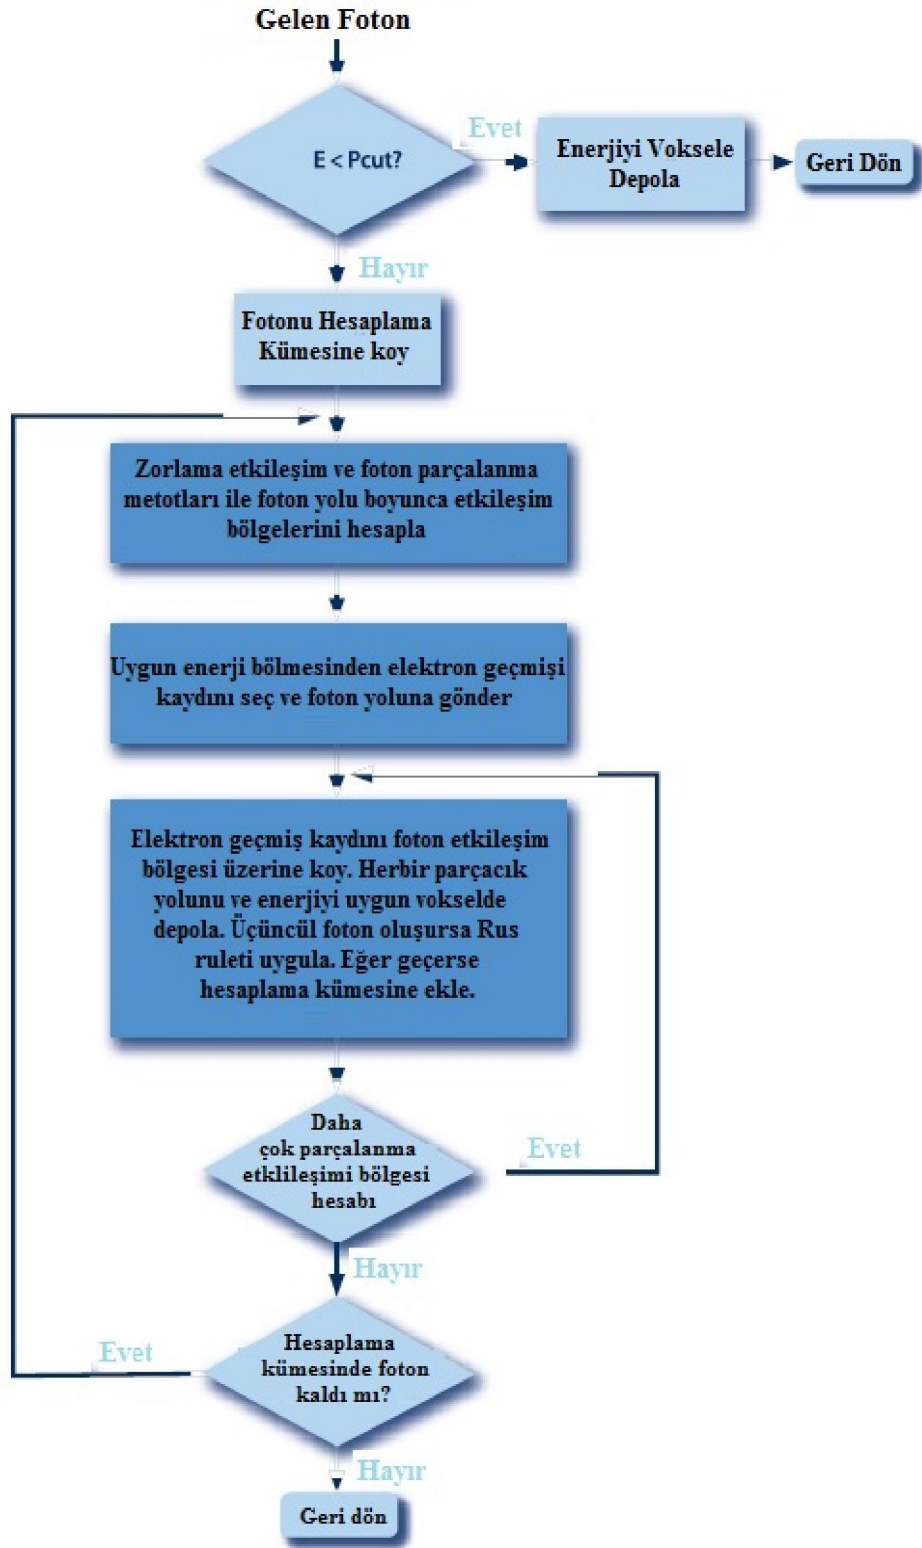 Gelen Foton
E < Pcut?
Evet
Enerjiyi Voksele
Depola
Geri Dön
Hayır
Fotonu Hesaplama
Kümesine koy
Zorlama etkileşim ve foton parçalanma
metotları ile foton yolu boyunca etkileşim
bölgelerini hesapla
Uygun enerji bölmesinden elektron geçmişi
kaydını seç ve foton yoluna gönder
Elektron geçmiş kaydını foton etkileşim
bölgesi üzerine koy. Herbir parçacık
yolunu ve enerjiyi uygun vokselde
depola. Üçüncül foton oluşursa Rus
ruleti uygula. Eğer geçerse
hesaplama kümesine ekle.
Daha
çok parçalanma
etklileşimi bölgesi
hesabı
Evet
Hayır
Hesaplama
kümesinde foton
kaldı mı?
Evet
Hayır
Geri dön